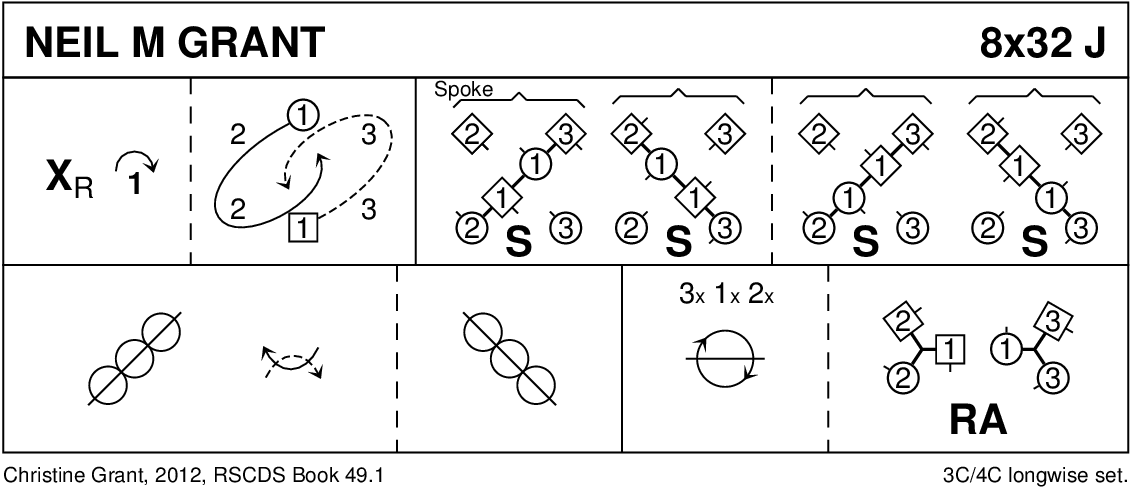 NEIL M GRANT 8x32 J
XR 1
2 1 3
2 1 3
Spoke
2 3 2 3 2 3 2 3
1 1 1 1
1 1 1 1
2 S 3 2 S 3 2 S 3 2 S 3
3x 1x 2x
2 1 1 3
2 3
RA
Christine Grant, 2012, RSCDS Book 49.1 3C/4C longwise set.